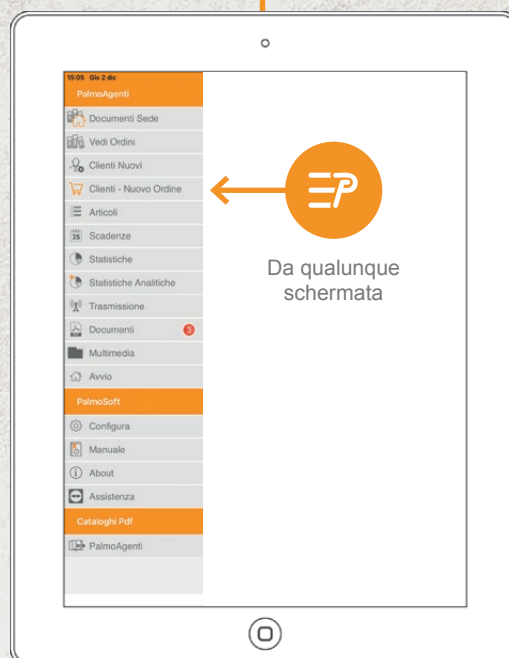 15:05 Gio 2 dic
PalmoAgenti
Documenti Sede
Vedi Ordini
Clienti Nuovi
Clienti - Nuovo Ordine
Articoli
25 Scadenze
Statistiche
Statistiche Analitiche
Trasmissione
Documenti 3
Multimedia
Avvio
PalmoSoft
Configura
Manuale
About
Assistenza
Cataloghi Pdf
PalmoAgenti
P
Da qualunque
schermata